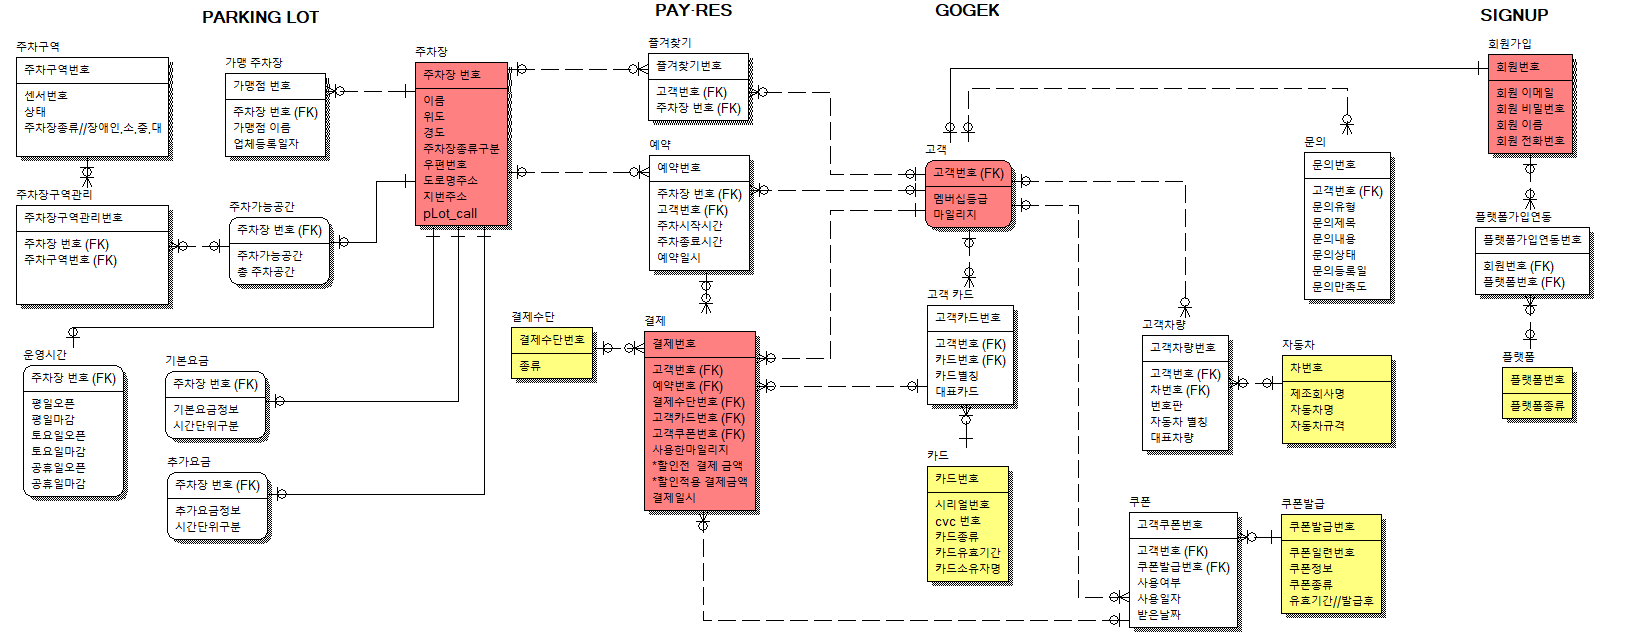 PARKING LOT
PAY-RES
GOGEK
SIGNUP
주차구역
주차구역번호
센서번호
상태
주차장종류//장애인,소,중,대
가맹 주차장
가맹점 번호
주차장 번호 (FK)
가맹점 이름
업체등록일자
주차장
주차장 번호
이름
위도
경도
주차장종류구분
우편번호
도로명주소
지번주소
pLot_call
주차장구역관리
주차장구역관리번호
주차장 번호 (FK)
주차구역번호 (FK)
주차가능공간
주차장 번호 (FK)
주차가능공간
총 주차공간
운영시간
주차장 번호 (FK)
평일오픈
평일마감
토요일오픈
토요일마감
공휴일오픈
공휴일마감
기본요금
주차장 번호 (FK)
기본요금정보
시간단위구분
추가요금
주차장 번호 (FK)
추가요금정보
시간단위구분
즐겨찾기
즐겨찾기번호
고객번호 (FK)
주차장 번호 (FK)
예약
예약번호
주차장 번호 (FK)
고객번호 (FK)
주차시작시간
주차종료시간
예약일시
결제수단
결제수단번호
종류
결제
결제번호
고객번호 (FK)
예약번호 (FK)
결제수단번호 (FK)
고객카드번호 (FK)
고객쿠폰번호 (FK)
사용한마일리지
*할인전 결제 금액
*할인적용 결제금액
결제일시
고객
고객번호 (FK)
멤버십등급
마일리지
고객 카드
고객카드번호
고객번호 (FK)
카드번호 (FK)
카드별칭
대표카드
카드
카드번호
시리얼번호
cvc 번호
카드종류
카드유효기간
카드소유자명
문의
문의번호
고객번호 (FK)
문의유형
문의제목
문의내용
문의상태
문의등록일
문의만족도
고객차량
고객차량번호
고객번호 (FK)
차번호 (FK)
번호판
자동차 별칭
대표차량
자동차
차번호
제조회사명
자동차명
자동차규격
쿠폰
고객쿠폰번호
고객번호 (FK)
쿠폰발급번호 (FK)
사용여부
사용일자
받은날짜
쿠폰발급
쿠폰발급번호
쿠폰일련번호
쿠폰정보
쿠폰종류
유효기간//발급후
회원가입
회원번호
회원 이메일
회원 비밀번호
회원 이름
회원 전화번호
플랫폼가입연동
플랫폼가입연동번호
회원번호 (FK)
플랫폼번호 (FK)
플랫폼
플랫폼번호
플랫폼종류